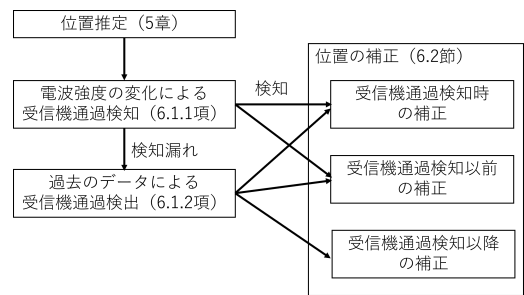 位置推定（5章）
位置の補正（6.2節）
電波強度の変化による
受信機通過検知（6.1.1項）
検知
受信機通過検知時
の補正
検知漏れ
過去のデータによる
受信機通過検出（6.1.2項）
受信機通過検知以前
の補正
受信機通過検知以降
の補正